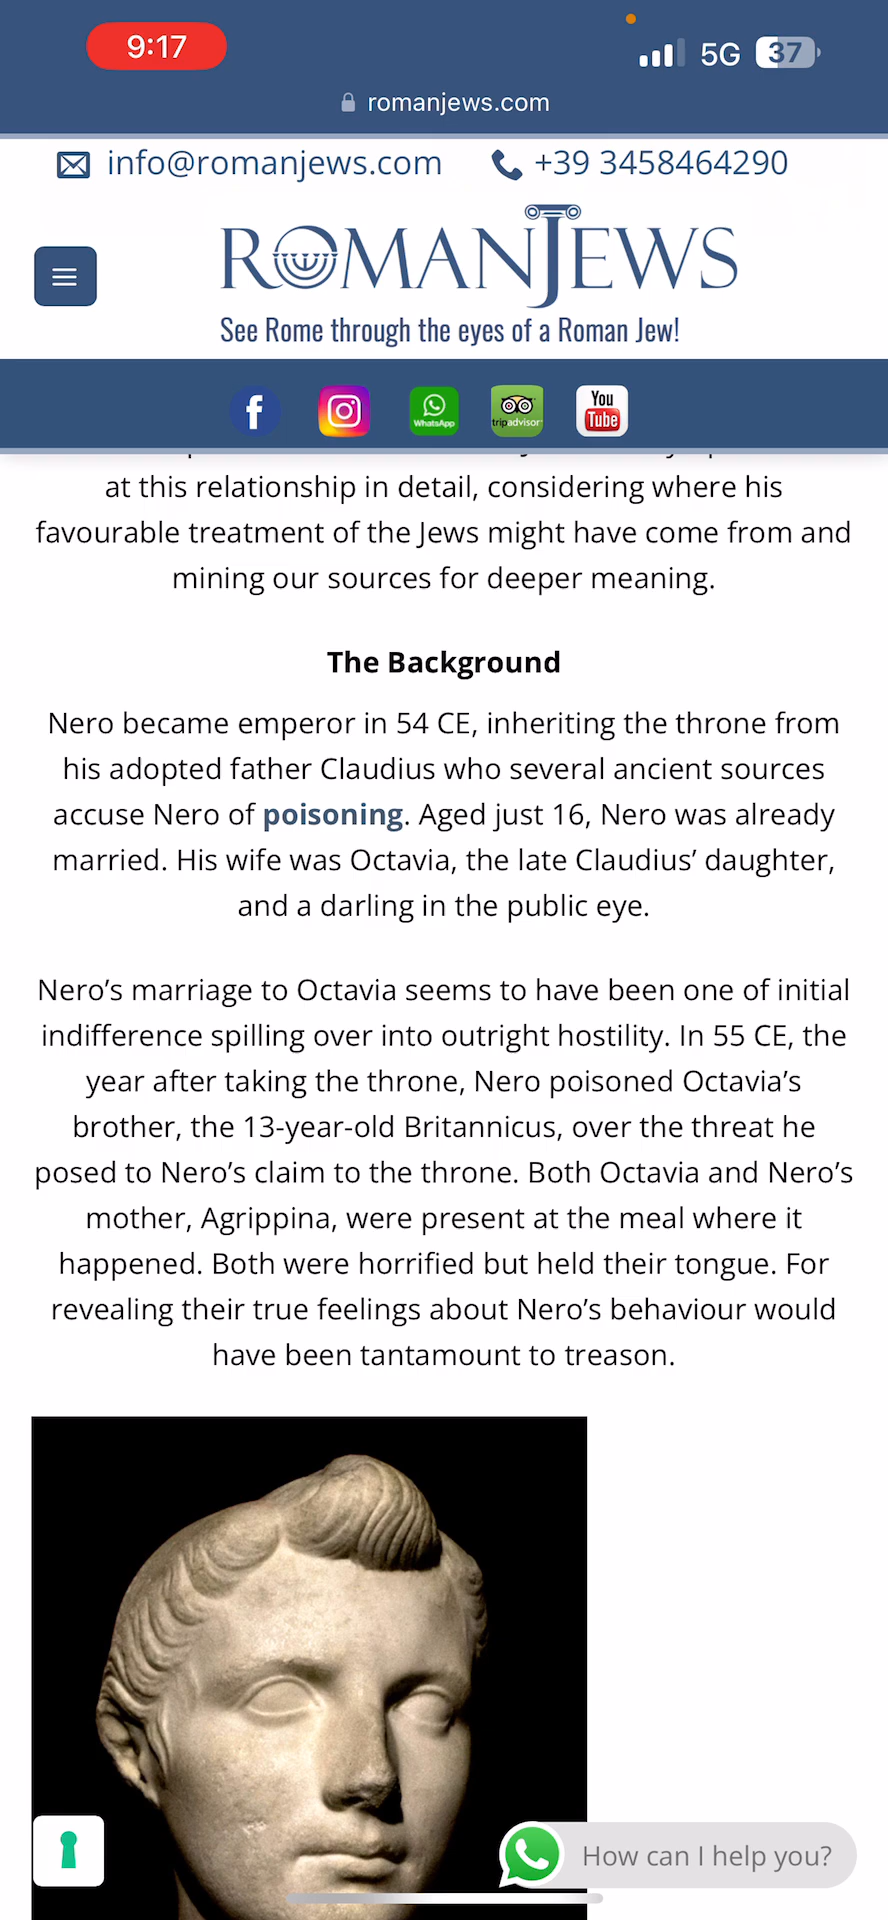 9:17
5G 37
romanjews.com
info@romanjews.com +39 3458464290
ROMANJEWS
See Rome through the eyes of a Roman Jew!
f WhatsApp tripadvisor You Tube
at this relationship in detail, considering where his
favourable treatment of the Jews might have come from and
mining our sources for deeper meaning.
The Background
Nero became emperor in 54 CE, inheriting the throne from
his adopted father Claudius who several ancient sources
accuse Nero of poisoning. Aged just 16, Nero was already
married. His wife was Octavia, the late Claudius’ daughter,
and a darling in the public eye.
Nero’s marriage to Octavia seems to have been one of initial
indifference spilling over into outright hostility. In 55 CE, the
year after taking the throne, Nero poisoned Octavia’s
brother, the 13-year-old Britannicus, over the threat he
posed to Nero’s claim to the throne. Both Octavia and Nero’s
mother, Agrippina, were present at the meal where it
happened. Both were horrified but held their tongue. For
revealing their true feelings about Nero’s behaviour would
have been tantamount to treason.
How can I help you?